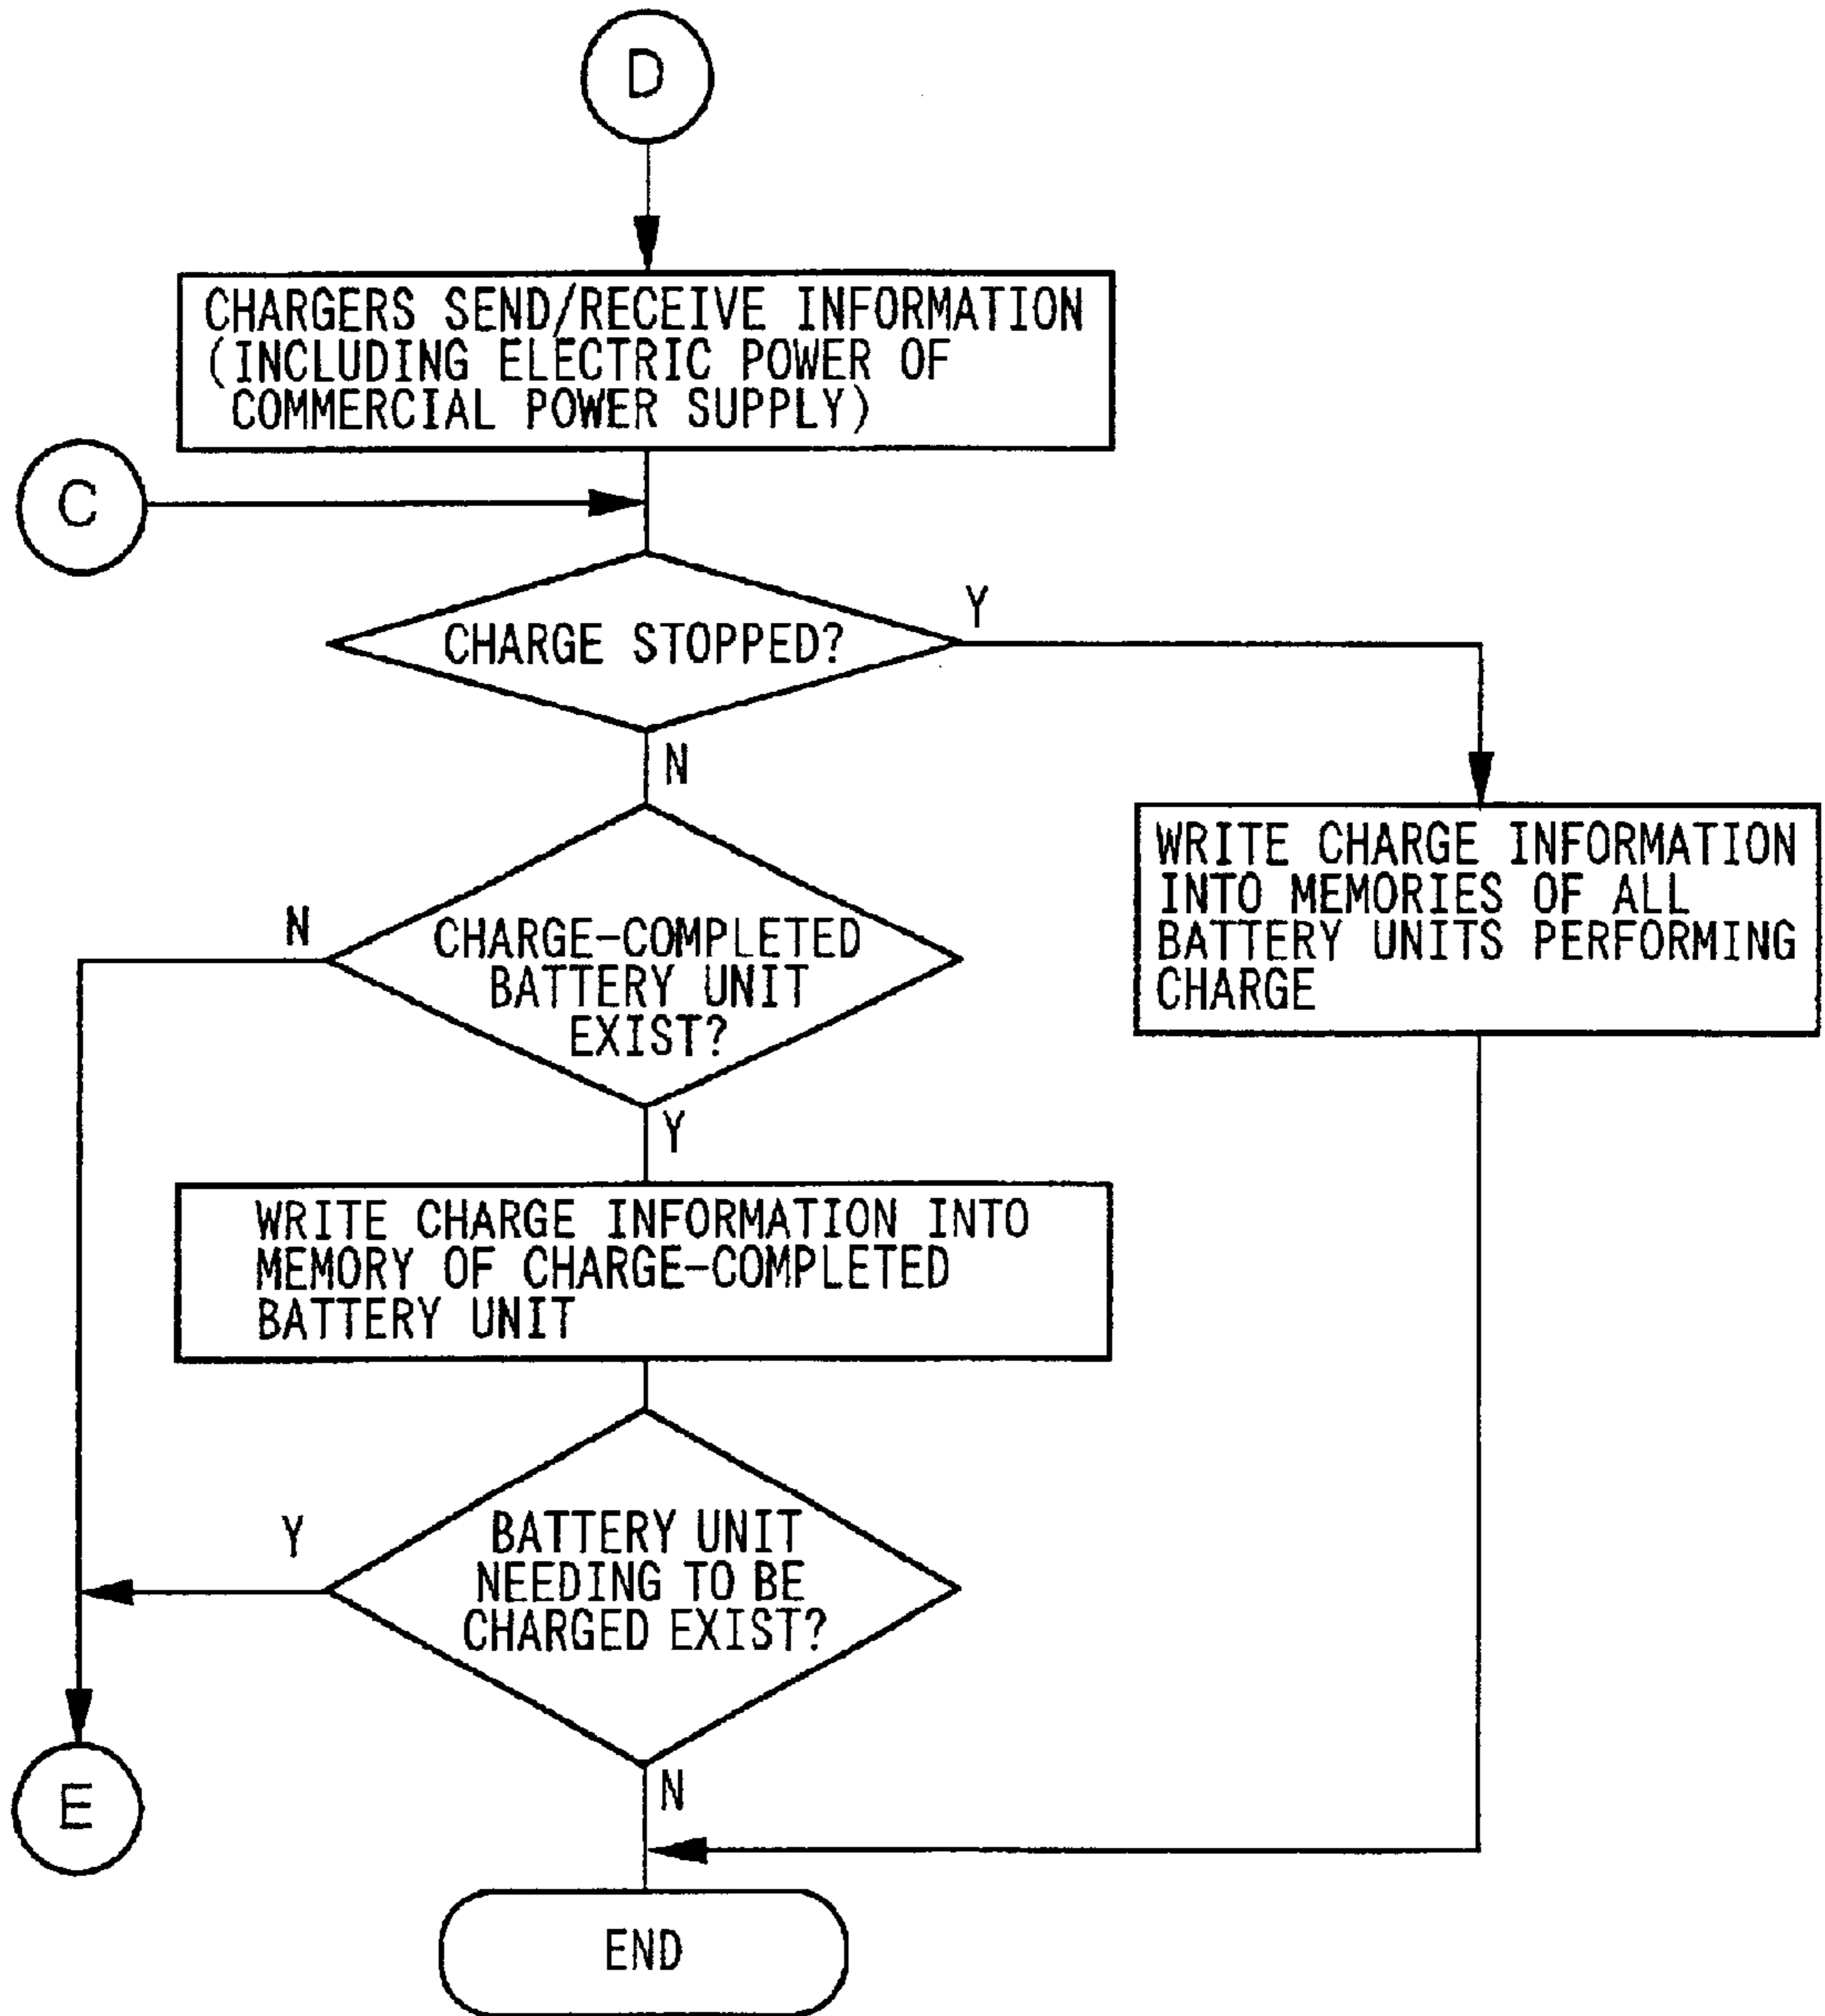 D
CHARGERS SEND/RECEIVE INFORMATION
(INCLUDING ELECTRIC POWER OF
COMMERCIAL POWER SUPPLY)
C
CHARGE STOPPED?
Y
N
WRITE CHARGE INFORMATION
INTO MEMORIES OF ALL
BATTERY UNITS PERFORMING
CHARGE
CHARGE-COMPLETED
BATTERY UNIT
EXIST?
N
Y
WRITE CHARGE INFORMATION INTO
MEMORY OF CHARGE-COMPLETED
BATTERY UNIT
BATTERY UNIT
NEEDING TO BE
CHARGED EXIST?
Y
N
E
END